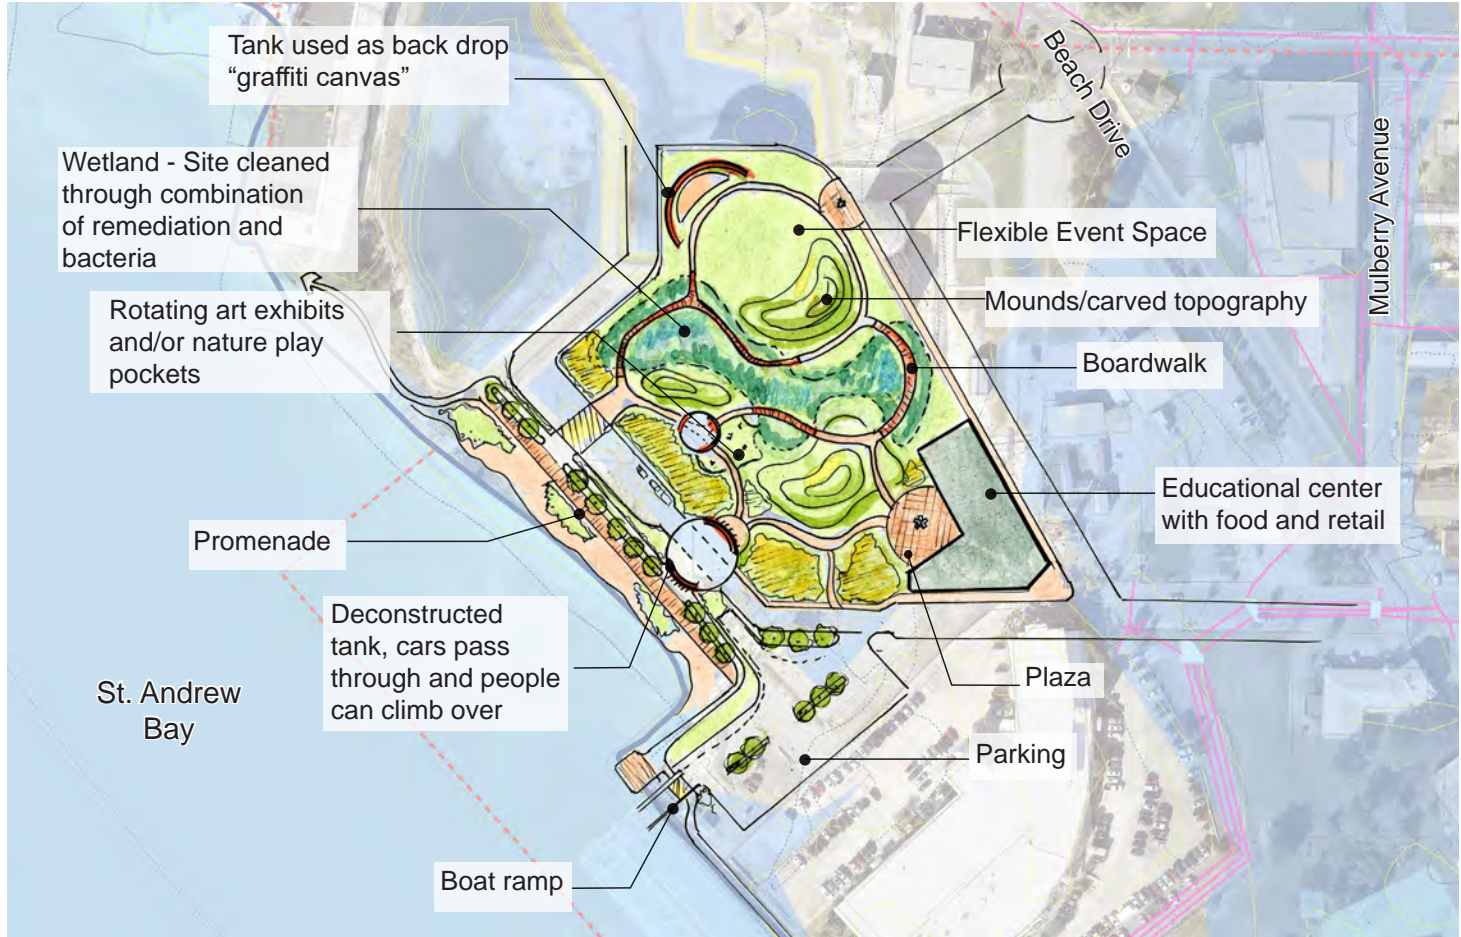 Tank used as back drop
“graffiti canvas”
Beach Drive
Mulberry Avenue
Wetland - Site cleaned
through combination
of remediation and
bacteria
Flexible Event Space
Rotating art exhibits
and/or nature play
pockets
Mounds/carved topography
Boardwalk
Educational center
with food and retail
Promenade
Deconstructed
tank, cars pass
through and people
can climb over
Plaza
St. Andrew
Bay
Parking
Boat ramp